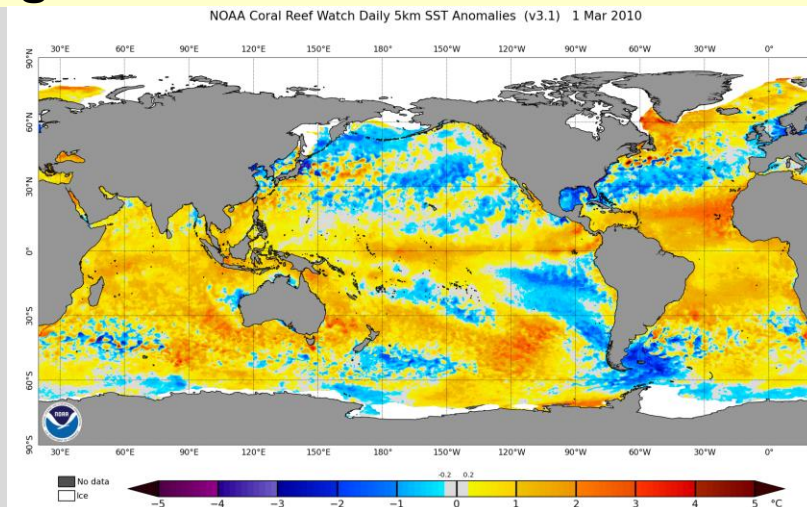 NOAA Coral Reef Watch Daily 5km SST Anomalies (v3.1) 1 Mar 2010
30°E 60°E 90°E 120°E 150°E 180° 150°W 120°W 90°W 60°W 30°W 0°
90°N
60°N
30°N
0°
30°S
60°S
90°S
30°E 60°E 90°E 120°E 150°E 180° 150°W 120°W 90°W 60°W 30°W 0°
noaa
No data
Ice
-0.2 0.2
−5 −4 −3 −2 −1 0 1 2 3 4 5 °C